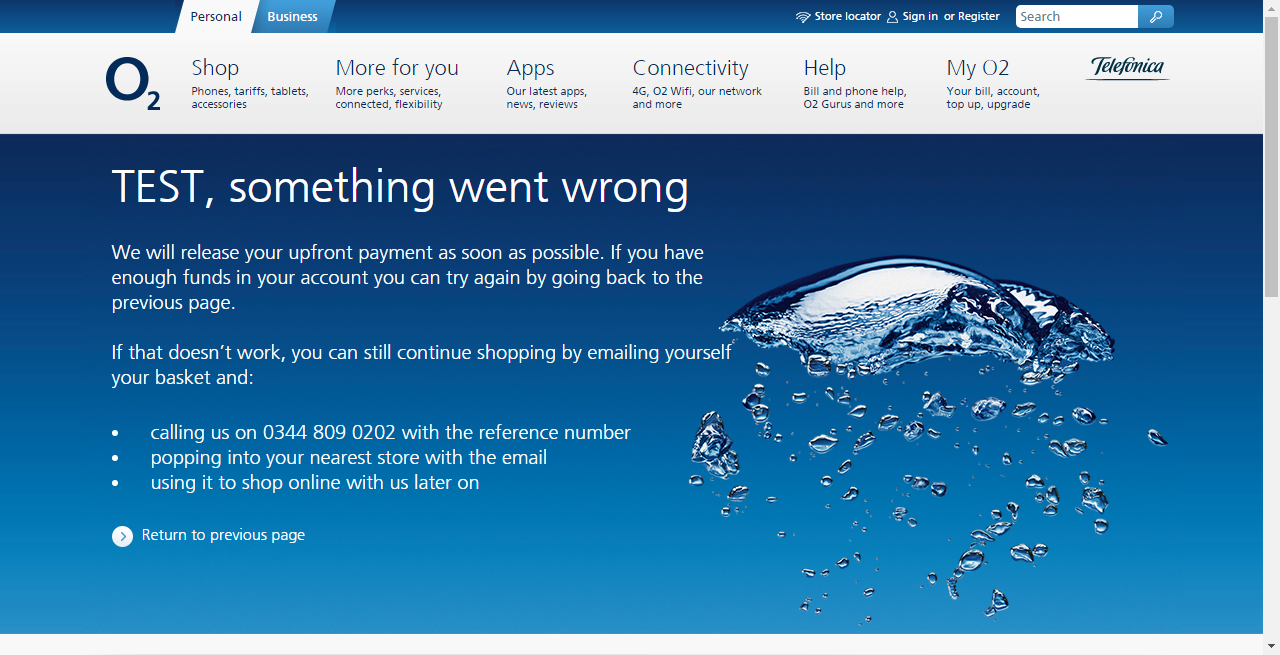 Personal
Business
Store locator
Sign in or Register
Search
O2
Shop
Phones, tariffs, tablets,
accessories
More for you
More perks, services,
connected, flexibility
Apps
Our latest apps,
news, reviews
Connectivity
4G, O2 Wifi, our network
and more
Help
Bill and phone help,
O2 Gurus and more
My O2
Your bill, account,
top up, upgrade
Telefónica
TEST, something went wrong
We will release your upfront payment as soon as possible. If you have
enough funds in your account you can try again by going back to the
previous page.
If that doesn't work, you can still continue shopping by emailing yourself
your basket and:
• calling us on 0344 809 0202 with the reference number
• popping into your nearest store with the email
• using it to shop online with us later on
Return to previous page